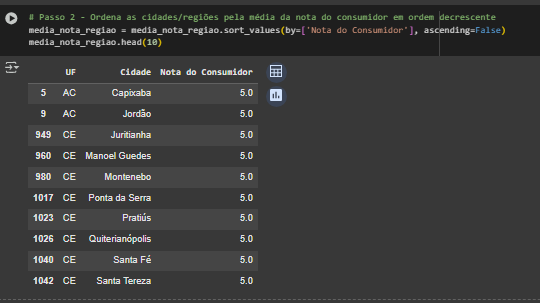 # Passo 2 - Ordena as cidades/regiões pela média da nota do consumidor em ordem decrescente
media_nota_regiao = media_nota_regiao.sort_values(by=['Nota do Consumidor'], ascending=False)
media_nota_regiao.head(10)
UF Cidade Nota do Consumidor
5 AC Capixaba 5.0
9 AC Jordão 5.0
949 CE Juritianha 5.0
960 CE Manoel Guedes 5.0
980 CE Montenebo 5.0
1017 CE Ponta da Serra 5.0
1023 CE Pratiús 5.0
1026 CE Quiterianópolis 5.0
1040 CE Santa Fé 5.0
1042 CE Santa Tereza 5.0